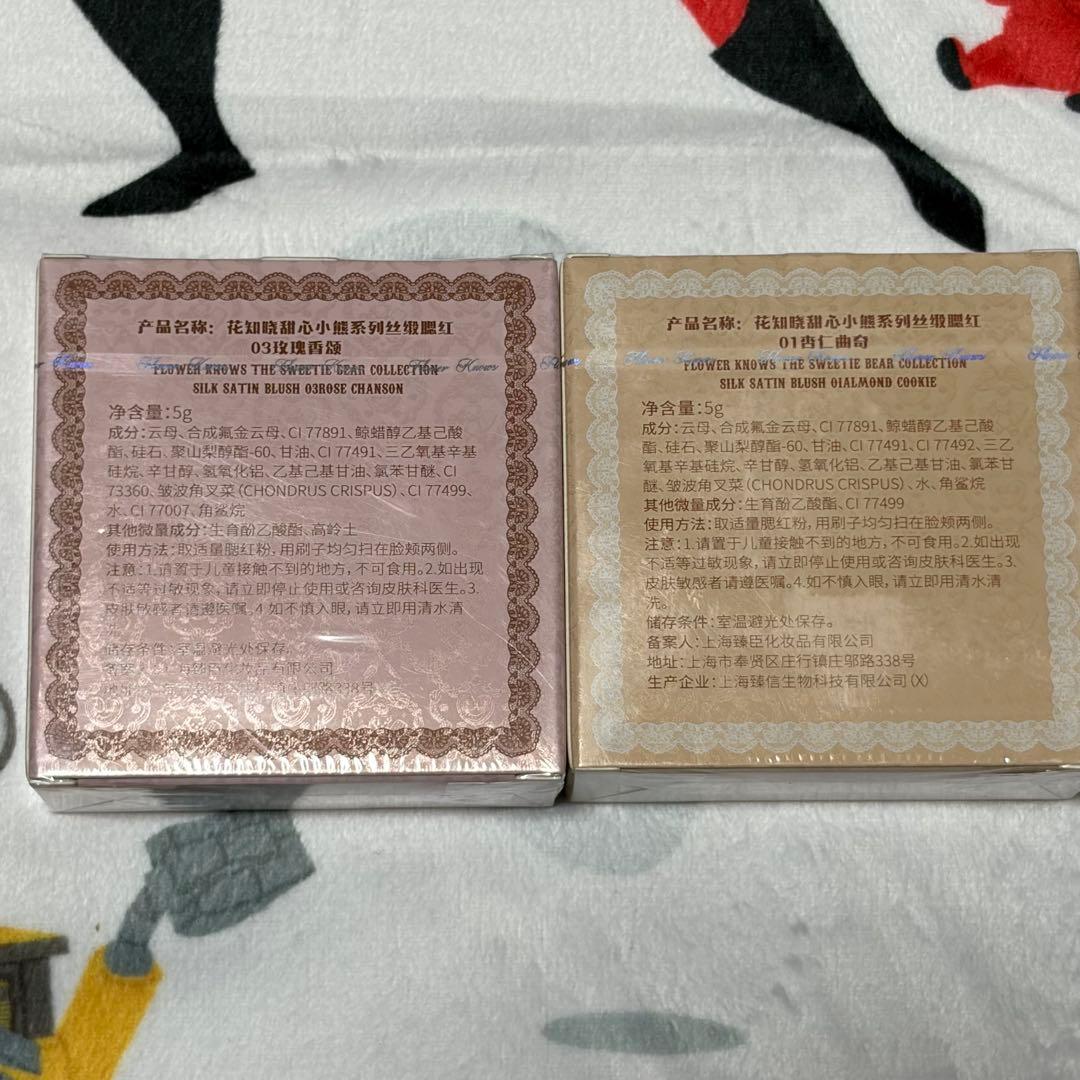 产品名称：花知晓甜心小熊系列丝缎腮红
03玫瑰香颂
FLOWER KNOWS THE SWEETIE BEAR COLLECTION
SILK SATIN BLUSH 03ROSE CHANSON
净含量：5g
成分：云母、合成氟金云母、CI 77891、鲸蜡醇乙基己酸
酯、硅石、聚山梨醇酯-60、甘油、CI 77491、三乙
氧基辛基硅烷、辛甘醇、氢氧化铝、乙基己基甘油、氯苯甘醚、CI
73360、皱波角叉菜（CHONDRUS CRISPUS）、CI 77499、
水、CI 77007、角鲨烷
其他微量成分：生育酚乙酸酯、高岭土
使用方法：取适量腮红粉，用刷子均匀扫在脸颊两侧。
注意：1.请置于儿童接触不到的地方，不可食用。2.如出现
不适等过敏现象，请立即停止使用或咨询皮肤科医生。3.
皮肤敏感者请遵医嘱。4.如不慎入眼，请立即用清水清
洗。
储存条件：室温避光处保存。
备案人：上海臻臣化妆品有限公司
地址：338号
产品名称：花知晓甜心小熊系列丝缎腮红
01杏仁曲奇
FLOWER KNOWS THE SWEETIE BEAR COLLECTION
SILK SATIN BLUSH 01ALMOND COOKIE
净含量：5g
成分：云母、合成氟金云母、CI 77891、鲸蜡醇乙基己酸
酯、硅石、聚山梨醇酯-60、甘油、CI 77491、CI 77492、三乙
氧基辛基硅烷、辛甘醇、氢氧化铝、乙基己基甘油、氯苯甘
醚、皱波角叉菜（CHONDRUS CRISPUS）、水、角鲨烷
其他微量成分：生育酚乙酸酯、CI 77499
使用方法：取适量腮红粉，用刷子均匀扫在脸颊两侧。
注意：1.请置于儿童接触不到的地方，不可食用。2.如出现
不适等过敏现象，请立即停止使用或咨询皮肤科医生。3.
皮肤敏感者请遵医嘱。4.如不慎入眼，请立即用清水清
洗。
储存条件：室温避光处保存。
备案人：上海臻臣化妆品有限公司
地址：上海市奉贤区庄行镇庄邬路338号
生产企业：上海臻信生物科技有限公司（X）